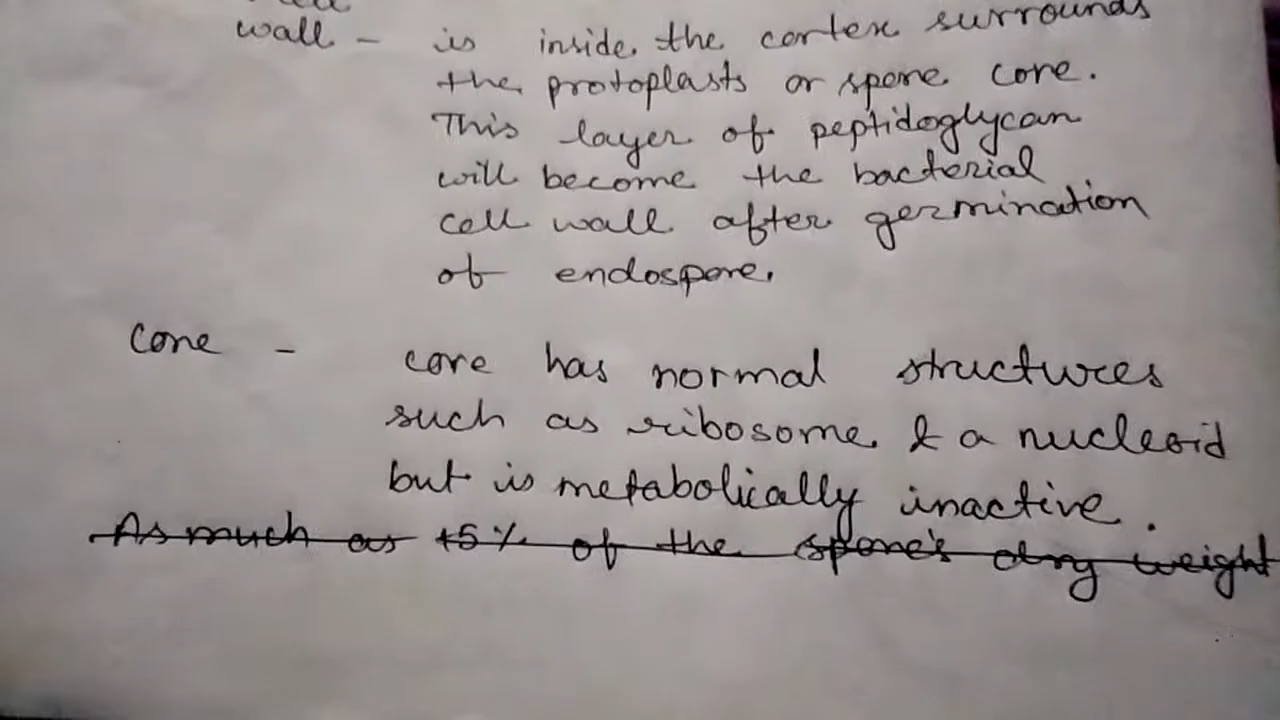 wall - is inside the cortex surrounds
the protoplasts or spore core.
This layer of peptidoglycan
will become the bacterial
cell wall after germination
of endospore.
core - core has normal structures
such as ribosome & a nucleoid
but is metabolically inactive.
As much as 15% of the spore's dry weight